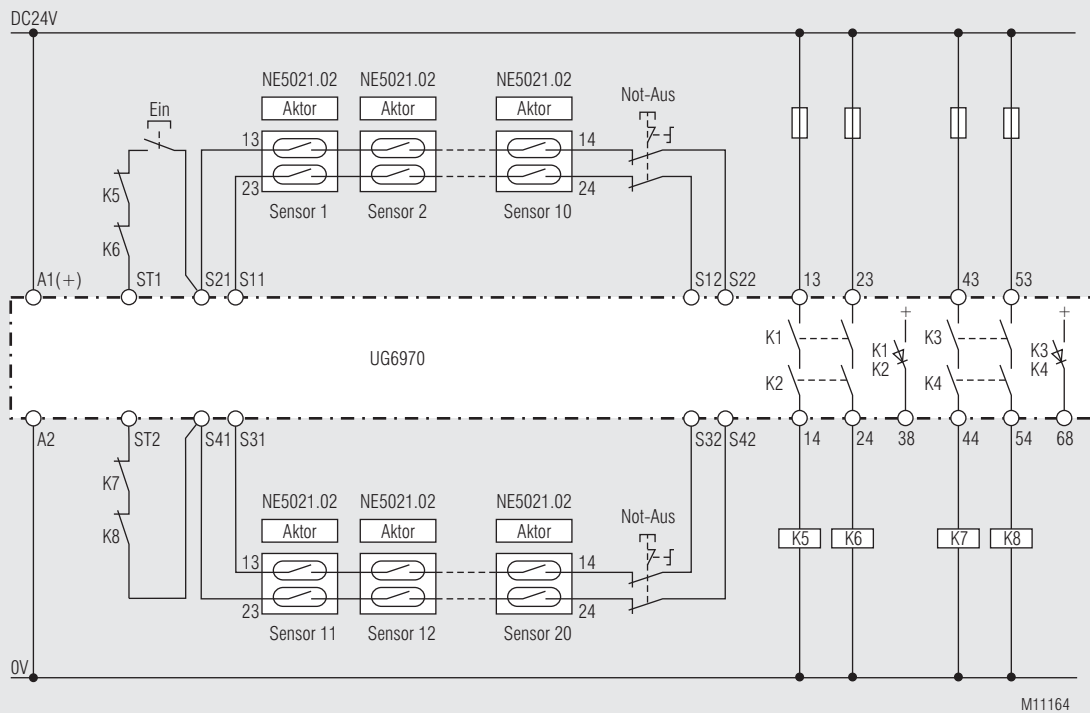 DC24V
NE5021.02 NE5021.02 NE5021.02
Ein Aktor Aktor Aktor Not-Aus
13 14
K5
23 24
Sensor 1 Sensor 2 Sensor 10
K6
A1(+) ST1 S21 S11 S12 S22 13 23 43 53
+ +
K1 K1 K3 K3
UG6970
K2 K2 K4 K4
A2 ST2 S41 S31 S32 S42 14 24 38 44 54 68
K7
NE5021.02 NE5021.02 NE5021.02
K8 Aktor Aktor Aktor Not-Aus K5 K6 K7 K8
13 14
23 24
Sensor 11 Sensor 12 Sensor 20
0V
M11164